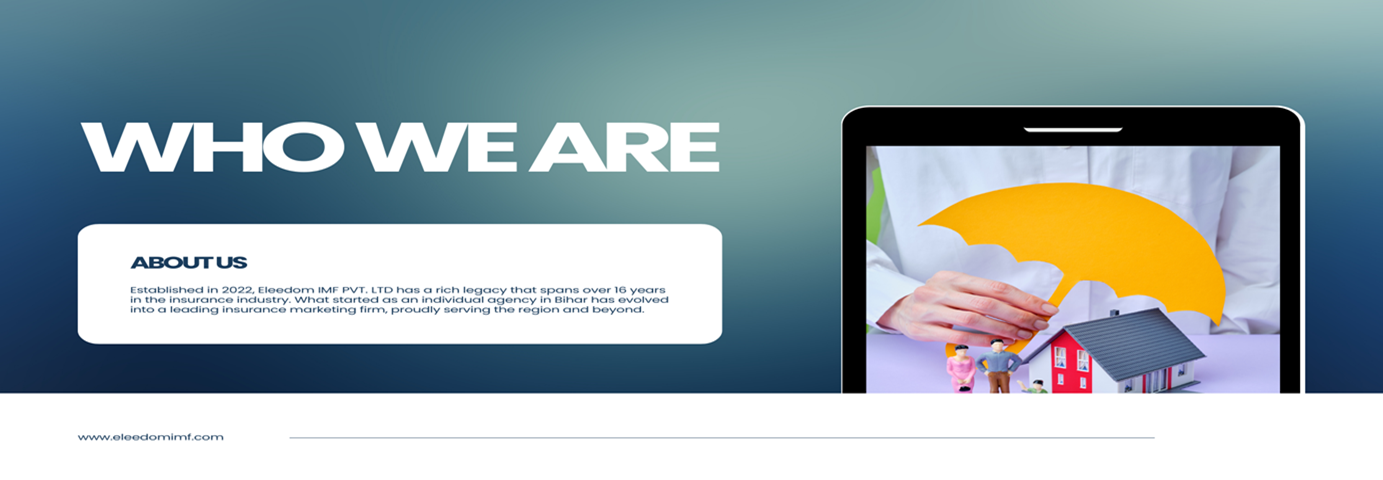 WHO WE ARE
ABOUT US
Established in 2022, Eleedom IMF PVT. LTD has a rich legacy that spans over 16 years
in the insurance industry. What started as an individual agency in Bihar has evolved
into a leading insurance marketing firm, proudly serving the region and beyond.
www.eleedomimf.com